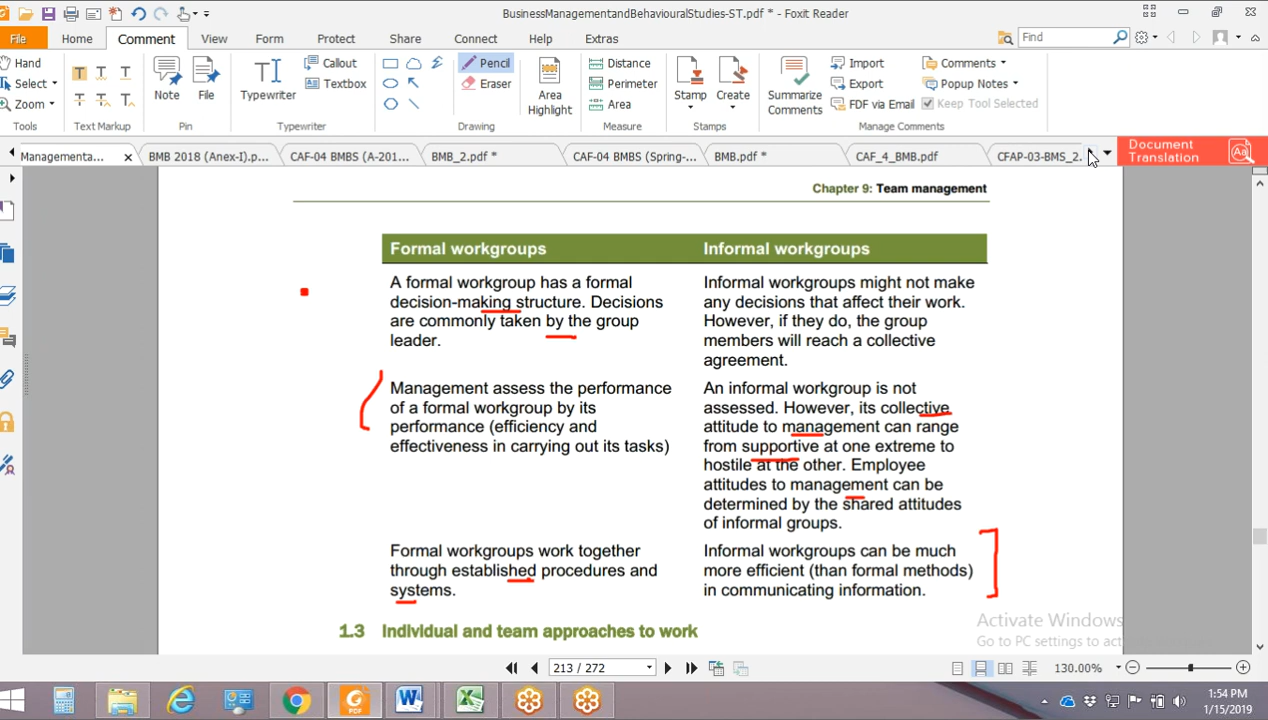 BusinessManagementandBehaviouralStudies-ST.pdf * - Foxit Reader
File Home Comment View Form Protect Share Connect Help Extras Find
Hand
Select
Zoom
Tools
Text Markup
Note
File
Pin
Typewriter
Callout
Textbox
Typewriter
Pencil
Eraser
Area
Highlight
Drawing
Distance
Perimeter
Area
Measure
Stamp
Create
Stamps
Summarize
Comments
Import
Export
FDF via Email
Comments
Popup Notes
Keep Tool Selected
Manage Comments
Managementa... BMB 2018 (Anex-I).p... CAF-04 BMBS (A-201... BMB_2.pdf * CAF-04 BMBS (Spring-... BMB.pdf * CAF_4_BMB.pdf CFAP-03-BMS_2.
Document
Translation
Chapter 9: Team management
Formal workgroups
Informal workgroups
A formal workgroup has a formal
decision-making structure. Decisions
are commonly taken by the group
leader.
Informal workgroups might not make
any decisions that affect their work.
However, if they do, the group
members will reach a collective
agreement.
Management assess the performance
of a formal workgroup by its
performance (efficiency and
effectiveness in carrying out its tasks)
An informal workgroup is not
assessed. However, its collective
attitude to management can range
from supportive at one extreme to
hostile at the other. Employee
attitudes to management can be
determined by the shared attitudes
of informal groups.
Formal workgroups work together
through established procedures and
systems.
Informal workgroups can be much
more efficient (than formal methods)
in communicating information.
1.3 Individual and team approaches to work
Activate Windows
Go to PC settings to act
213 / 272
130.00%
PDF
1:54 PM
1/15/2019